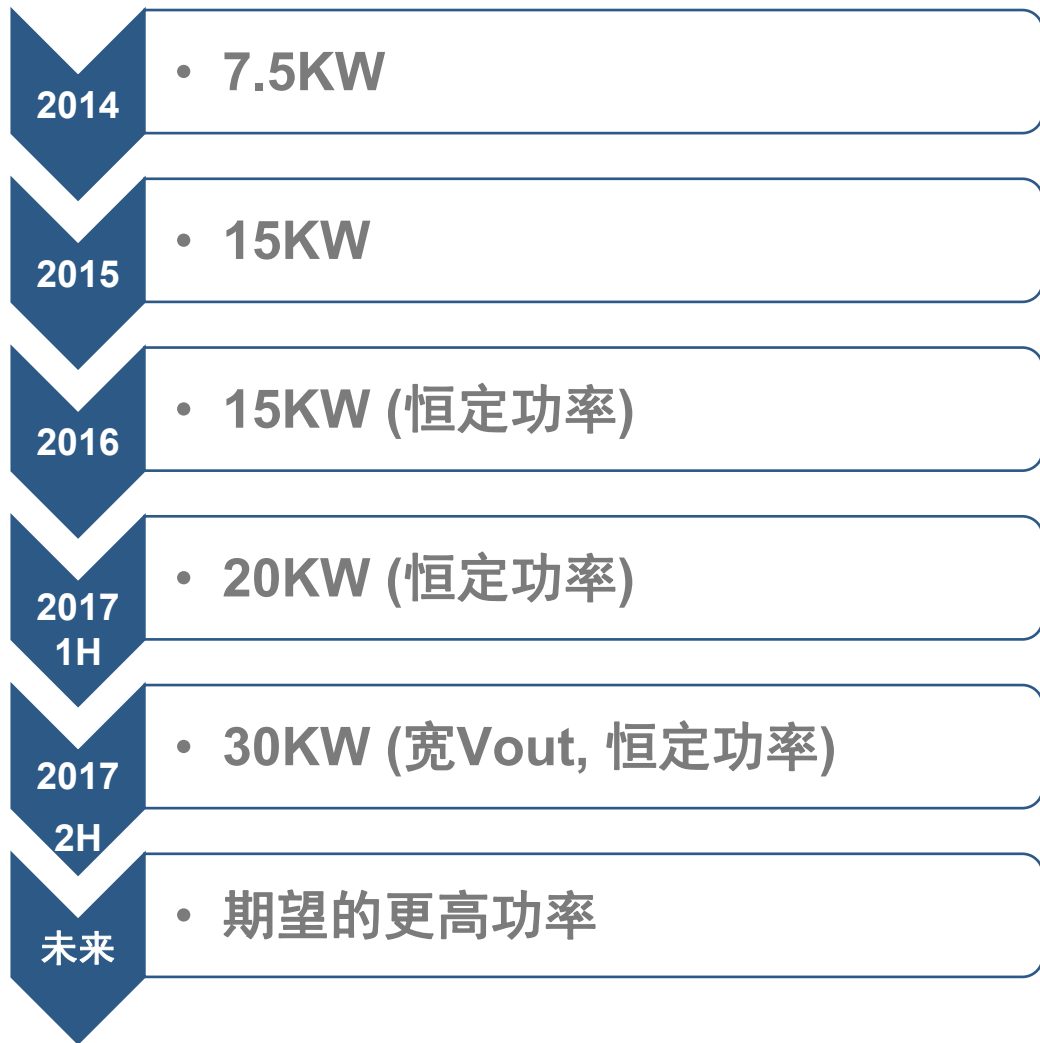 2014
• 7.5KW
2015
• 15KW
2016
• 15KW (恒定功率)
2017
1H
• 20KW (恒定功率)
2017
2H
• 30KW (宽Vout, 恒定功率)
未来
• 期望的更高功率